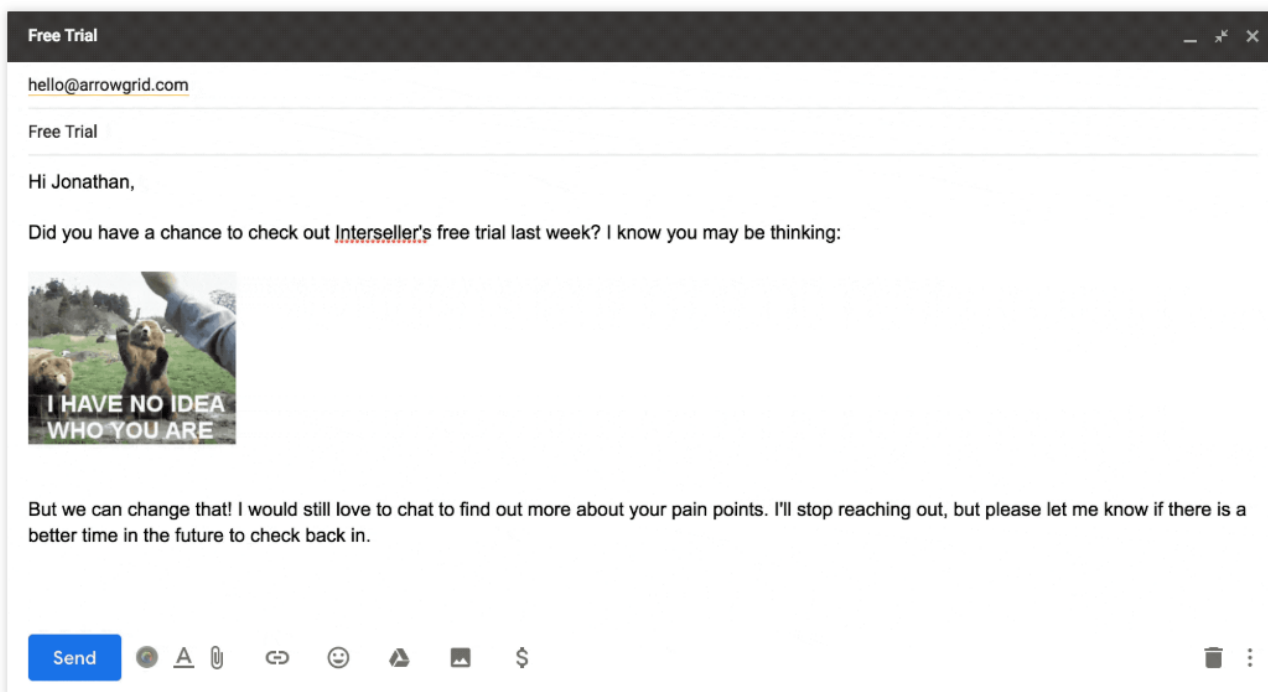 Free Trial
hello@arrowgrid.com
Free Trial
Hi Jonathan,
Did you have a chance to check out Interseller's free trial last week? I know you may be thinking:
I HAVE NO IDEA
WHO YOU ARE
But we can change that! I would still love to chat to find out more about your pain points. I'll stop reaching out, but please let me know if there is a
better time in the future to check back in.
Send